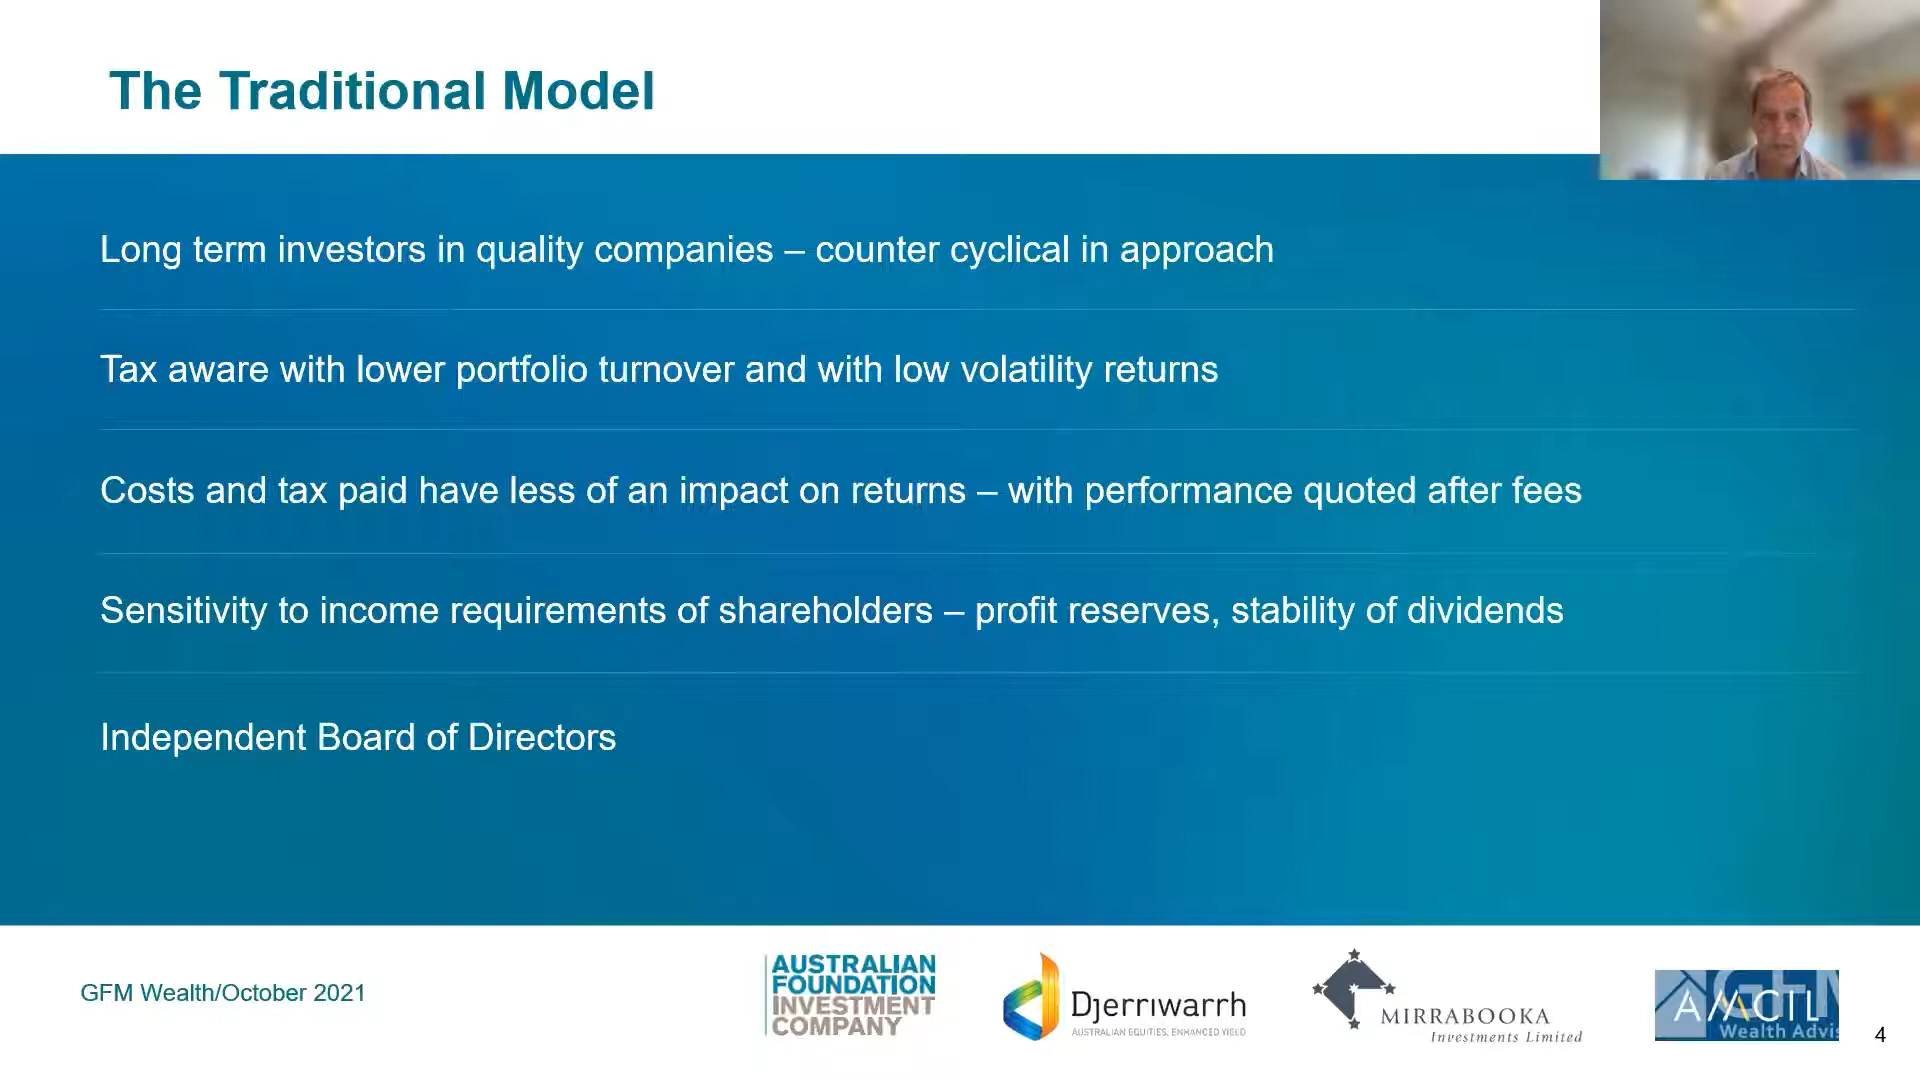 The Traditional Model
Long term investors in quality companies – counter cyclical in approach
Tax aware with lower portfolio turnover and with low volatility returns
Costs and tax paid have less of an impact on returns – with performance quoted after fees
Sensitivity to income requirements of shareholders – profit reserves, stability of dividends
Independent Board of Directors
GFM Wealth/October 2021
AUSTRALIAN
FOUNDATION
INVESTMENT
COMPANY
Djerriwarrh
AUSTRALIAN EQUITIES, ENHANCED YIELD
MIRRABOOKA
Investments Limited
AMCIL
GFM
Wealth Advis
4